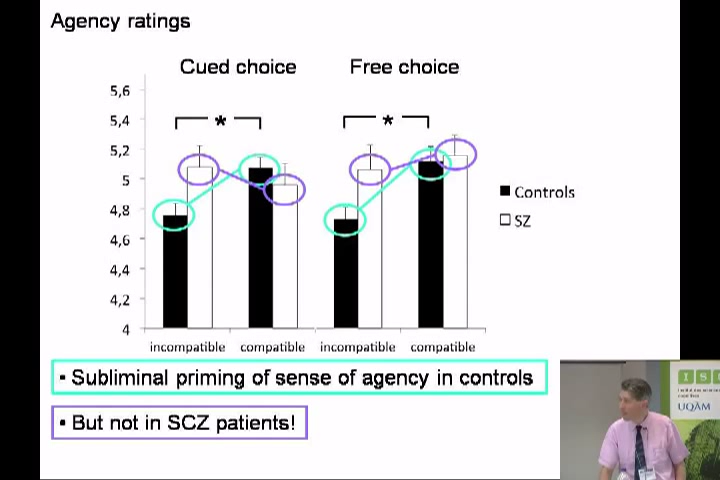 Agency ratings
Cued choice
Free choice
5,6
5,4
5,2
5
4,8
4,6
4,4
4,2
4
*
*
Controls
SZ
incompatible
compatible
incompatible
compatible
▪ Subliminal priming of sense of agency in controls
▪ But not in SCZ patients!
UQÀM